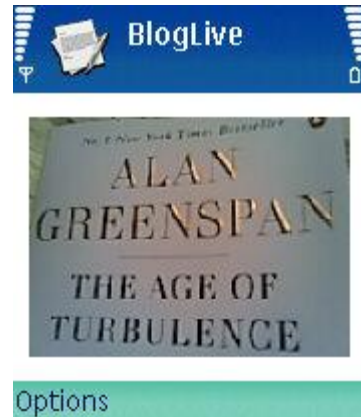 BlogLive
No. 1 New York Times Bestseller
ALAN
GREENSPAN
THE AGE OF
TURBULENCE
Options